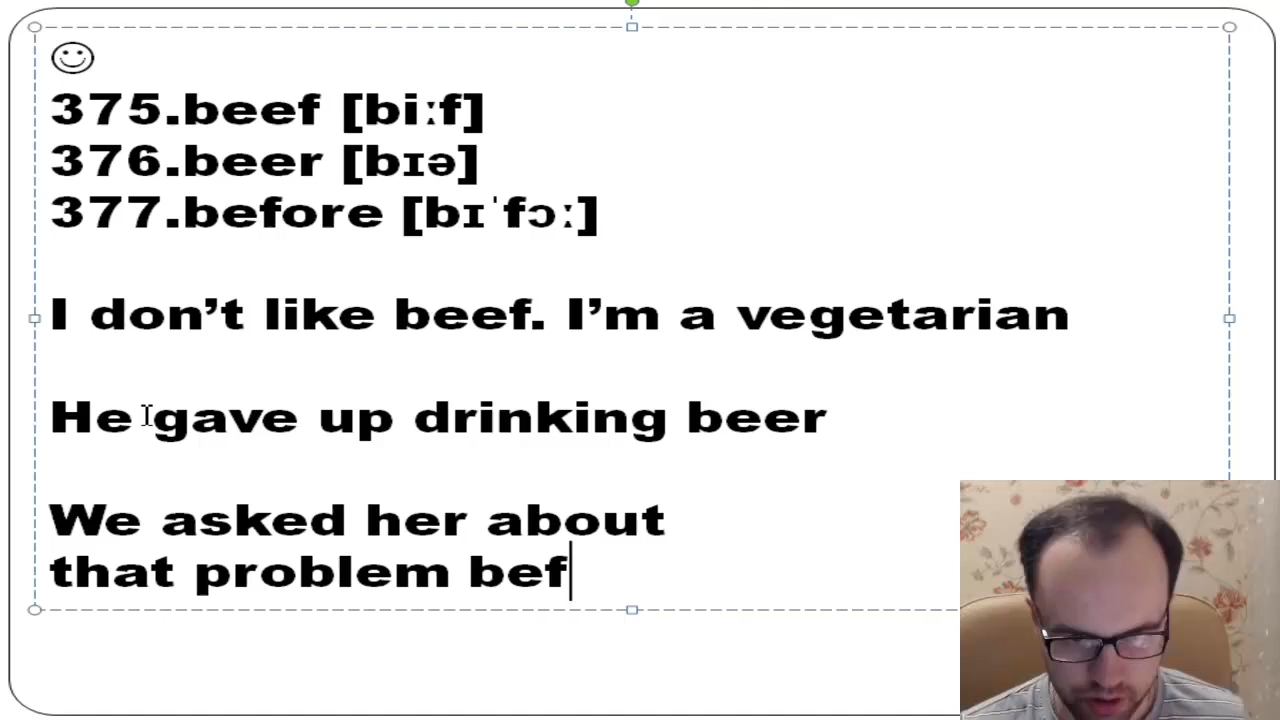 ☺
375.beef [biːf]
376.beer [bɪə]
377.before [bɪˈfɔː]
I don’t like beef. I’m a vegetarian
He gave up drinking beer
We asked her about
that problem bef